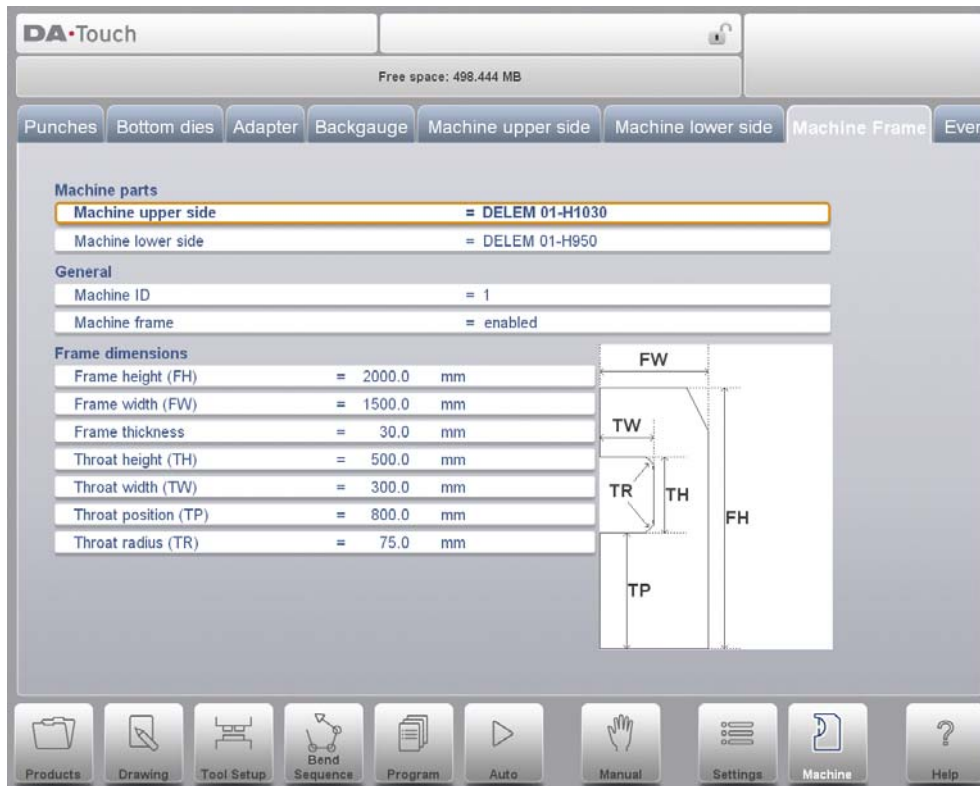 DA•Touch
Free space: 498.444 MB
Punches Bottom dies Adapter Backgauge Machine upper side Machine lower side Machine Frame Even
Machine parts
Machine upper side = DELEM 01-H1030
Machine lower side = DELEM 01-H950
General
Machine ID = 1
Machine frame = enabled
Frame dimensions
Frame height (FH) = 2000.0 mm
Frame width (FW) = 1500.0 mm
Frame thickness = 30.0 mm
Throat height (TH) = 500.0 mm
Throat width (TW) = 300.0 mm
Throat position (TP) = 800.0 mm
Throat radius (TR) = 75.0 mm
FW
TW
TR TH
FH
TP
Products Drawing Tool Setup Bend Sequence Program Auto Manual Settings Machine Help